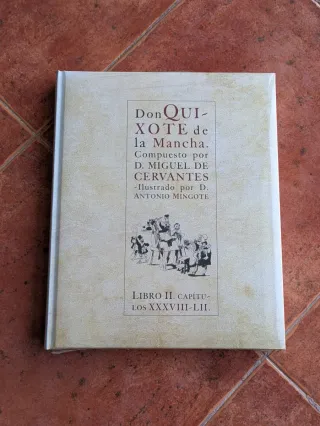 Don QUI-
XOTE de
la Mancha.
Compuesto por
D. MIGUEL DE
CERVANTES
-Ilustrado por D.
ANTONIO MINGOTE
LIBRO II. CAPÍTU-
LOS XXXVIII-LII.